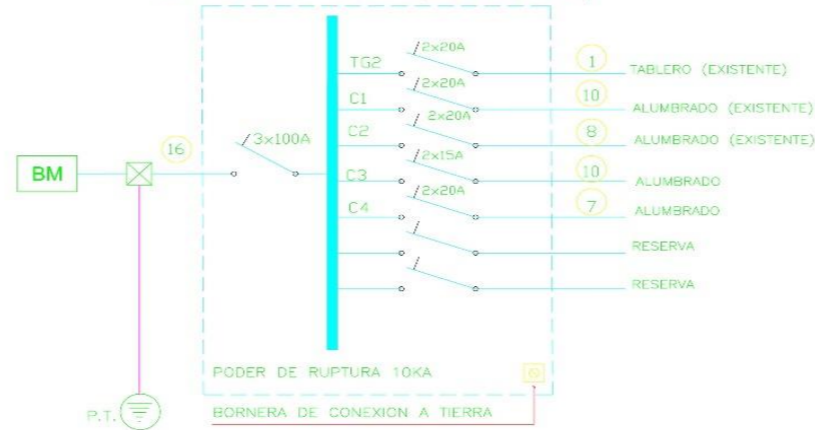 2x20A
TG2
1
TABLERO (EXISTENTE)
2x20A
C1
10
ALUMBRADO (EXISTENTE)
2x20A
3x100A
C2
8
ALUMBRADO (EXISTENTE)
16
2x15A
BM
C3
10
ALUMBRADO
2x20A
C4
7
ALUMBRADO
RESERVA
RESERVA
PODER DE RUPTURA 10KA
P.T.
BORNERA DE CONEXION A TIERRA